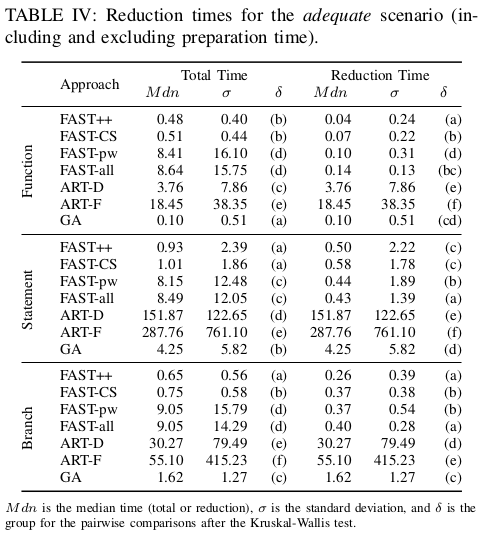 TABLE IV: Reduction times for the adequate scenario (in-
cluding and excluding preparation time).
Approach Total Time Reduction Time
Mdn σ δ Mdn σ δ
Function
FAST++ 0.48 0.40 (b) 0.04 0.24 (a)
FAST-CS 0.51 0.44 (b) 0.07 0.22 (b)
FAST-pw 8.41 16.10 (d) 0.10 0.31 (d)
FAST-all 8.64 15.75 (d) 0.14 0.13 (bc)
ART-D 3.76 7.86 (c) 3.76 7.86 (e)
ART-F 18.45 38.35 (e) 18.45 38.35 (f)
GA 0.10 0.51 (a) 0.10 0.51 (cd)
Statement
FAST++ 0.93 2.39 (a) 0.50 2.22 (c)
FAST-CS 1.01 1.86 (a) 0.58 1.78 (c)
FAST-pw 8.15 12.48 (c) 0.44 1.89 (b)
FAST-all 8.49 12.05 (c) 0.43 1.39 (a)
ART-D 151.87 122.65 (d) 151.87 122.65 (e)
ART-F 287.76 761.10 (e) 287.76 761.10 (f)
GA 4.25 5.82 (b) 4.25 5.82 (d)
Branch
FAST++ 0.65 0.56 (a) 0.26 0.39 (a)
FAST-CS 0.75 0.58 (b) 0.37 0.38 (b)
FAST-pw 9.05 15.79 (d) 0.37 0.54 (b)
FAST-all 9.05 14.29 (d) 0.40 0.28 (a)
ART-D 30.27 79.49 (e) 30.27 79.49 (d)
ART-F 55.10 415.23 (f) 55.10 415.23 (e)
GA 1.62 1.27 (c) 1.62 1.27 (c)
Mdn is the median time (total or reduction), σ is the standard deviation, and δ is the
group for the pairwise comparisons after the Kruskal-Wallis test.